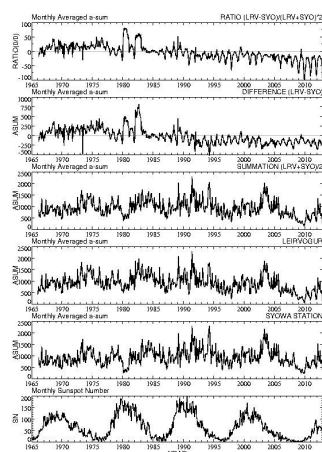 Monthly Averaged a-sum RATIO (LRV-SYO)/(LRV+SYO)*2
100
50
0
-50
-100
RATIO(0/0)
1965 1970 1975 1980 1985 1990 1995 2000 2005 2010
Monthly Averaged a-sum DIFFERENCE (LRV-SYO)
1000
750
500
250
0
-250
-500
ASUM
1965 1970 1975 1980 1985 1990 1995 2000 2005 2010
Monthly Averaged a-sum SUMMATION (LRV+SYO)/2
2500
2000
1500
1000
500
0
ASUM
1965 1970 1975 1980 1985 1990 1995 2000 2005 2010
Monthly Averaged a-sum LEIRVOGUR
2500
2000
1500
1000
500
0
ASUM
1965 1970 1975 1980 1985 1990 1995 2000 2005 2010
Monthly Averaged a-sum SYOWA STATION
2500
2000
1500
1000
500
0
ASUM
1965 1970 1975 1980 1985 1990 1995 2000 2005 2010
Monthly Sunspot Number
200
150
100
50
0
SN
1965 1970 1975 1980 1985 1990 1995 2000 2005 2010